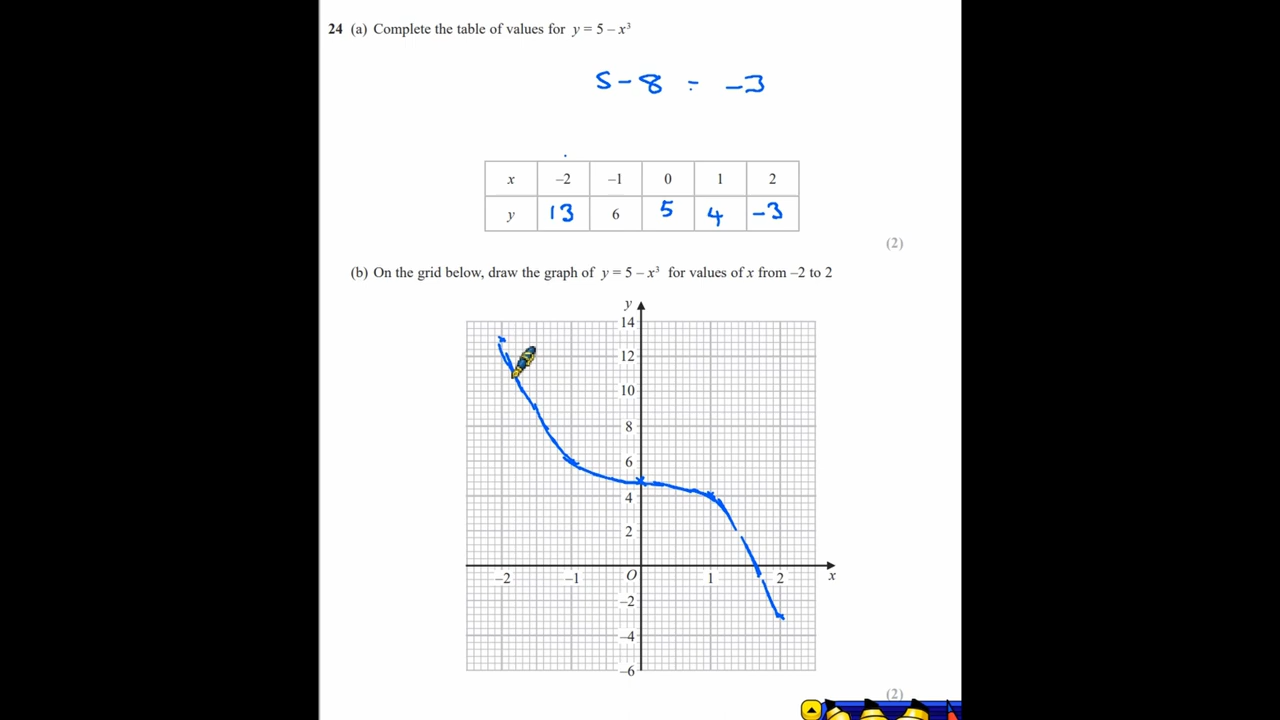 24 (a) Complete the table of values for y = 5 – x³
5 – 8 = –3
x –2 –1 0 1 2
y 13 6 5 4 –3
(2)
(b) On the grid below, draw the graph of y = 5 – x³ for values of x from –2 to 2
y
14
12
10
8
6
4
2
–2 –1 O 1 2 x
–2
–4
–6
(2)